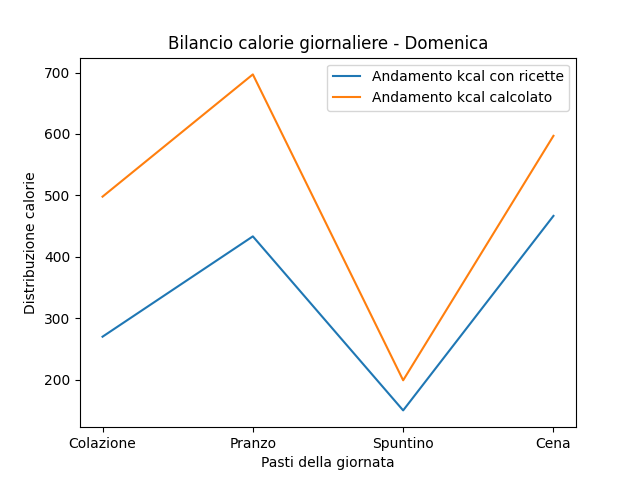 Bilancio calorie giornaliere - Domenica
Andamento kcal con ricette
Andamento kcal calcolato
Distribuzione calorie
700
600
500
400
300
200
Colazione
Pranzo
Spuntino
Cena
Pasti della giornata